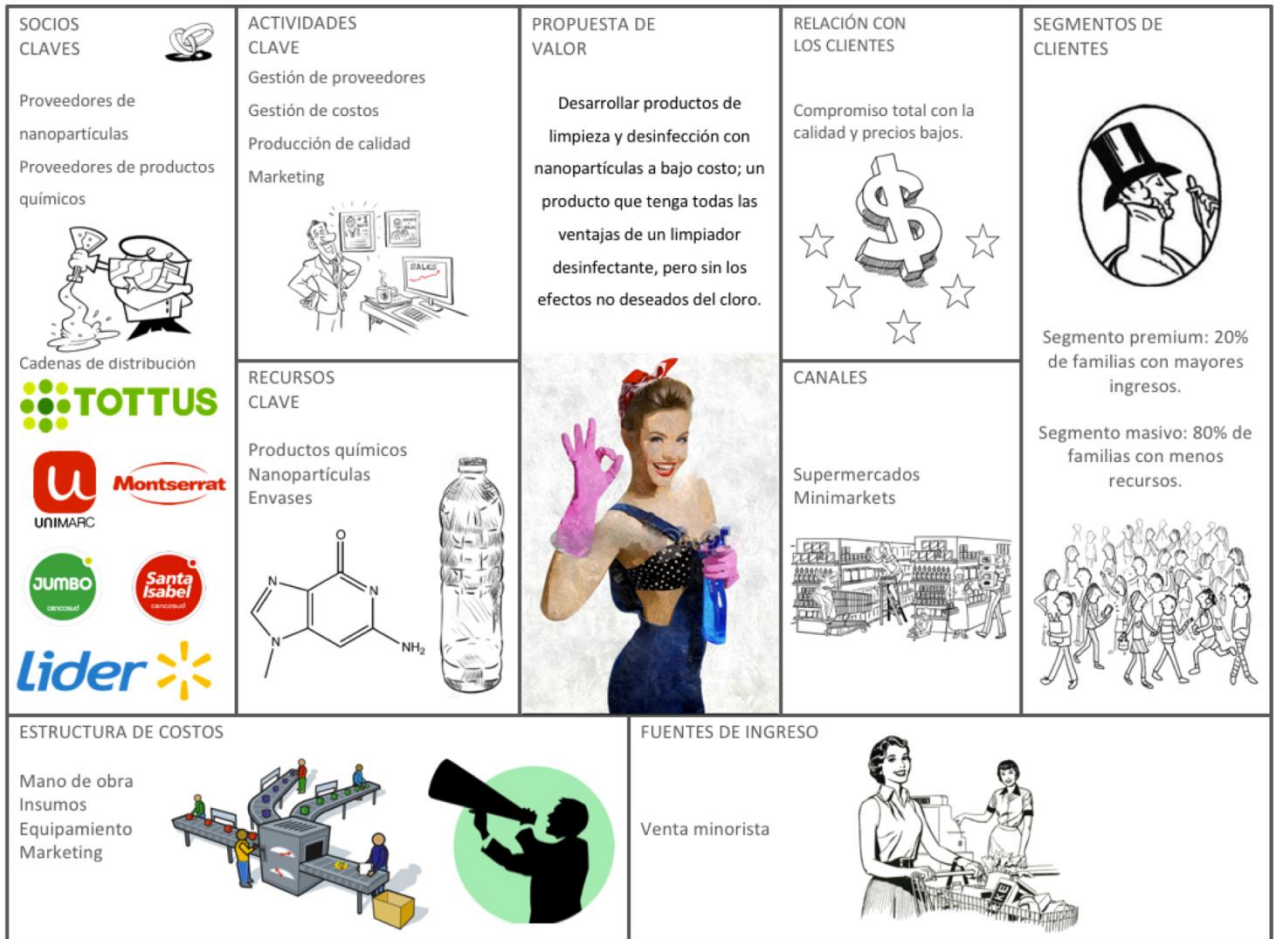 SOCIOS
CLAVES
Proveedores de
nanopartículas
Proveedores de productos
químicos
Cadenas de distribución
TOTTUS
UNIMARC
Montserrat
JUMBO
cencosud
Santa
Isabel
cencosud
Lider
ACTIVIDADES
CLAVE
Gestión de proveedores
Gestión de costos
Producción de calidad
Marketing
SALES
RECURSOS
CLAVE
Productos químicos
Nanopartículas
Envases
O
N
N
N
NH₂
PROPUESTA DE
VALOR
Desarrollar productos de
limpieza y desinfección con
nanopartículas a bajo costo; un
producto que tenga todas las
ventajas de un limpiador
desinfectante, pero sin los
efectos no deseados del cloro.
RELACIÓN CON
LOS CLIENTES
Compromiso total con la
calidad y precios bajos.
$
CANALES
Supermercados
Minimarkets
SEGMENTOS DE
CLIENTES
Segmento premium: 20%
de familias con mayores
ingresos.
Segmento masivo: 80% de
familias con menos
recursos.
ESTRUCTURA DE COSTOS
Mano de obra
Insumos
Equipamiento
Marketing
FUENTES DE INGRESO
Venta minorista